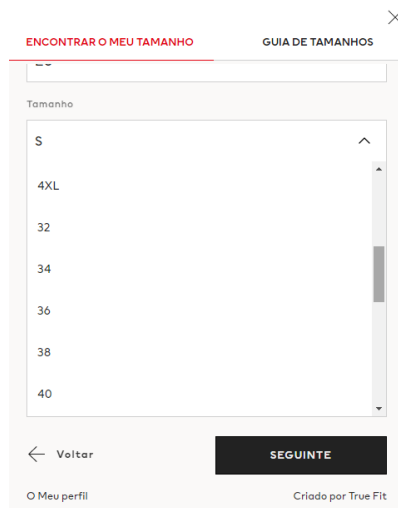 ENCONTRAR O MEU TAMANHO
GUIA DE TAMANHOS
Tamanho
S
4XL
32
34
36
38
40
Voltar
SEGUINTE
O Meu perfil
Criado por True Fit